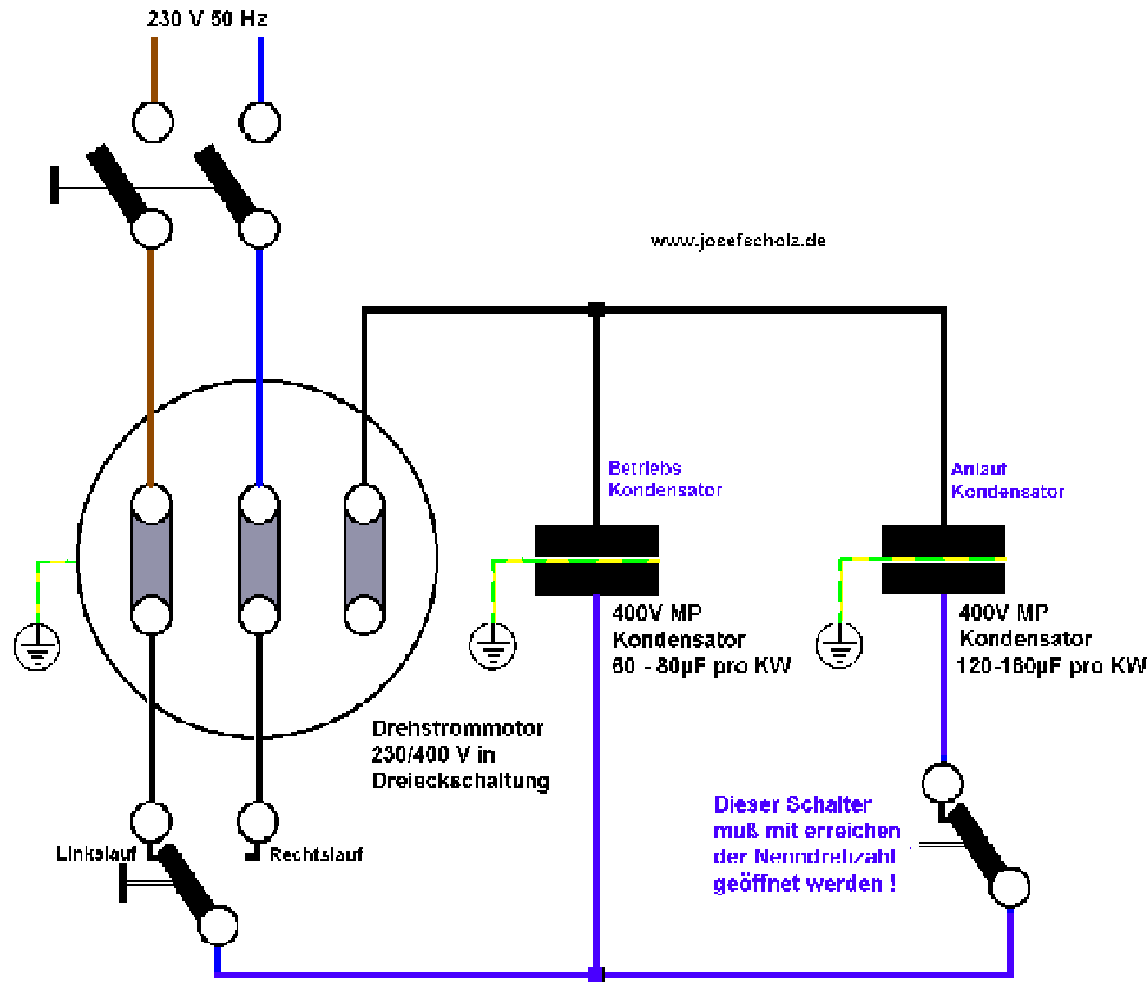 230 V 50 Hz
www.josefscholz.de
Betriebs
Kondensator
Anlauf
Kondensator
400V MP
Kondensator
60 - 80µF pro KW
400V MP
Kondensator
120-160µF pro KW
Drehstrommotor
230/400 V in
Dreieckschaltung
Dieser Schalter
muß mit erreichen
der Nenndrehzahl
geöffnet werden !
Linkslauf
Rechtslauf